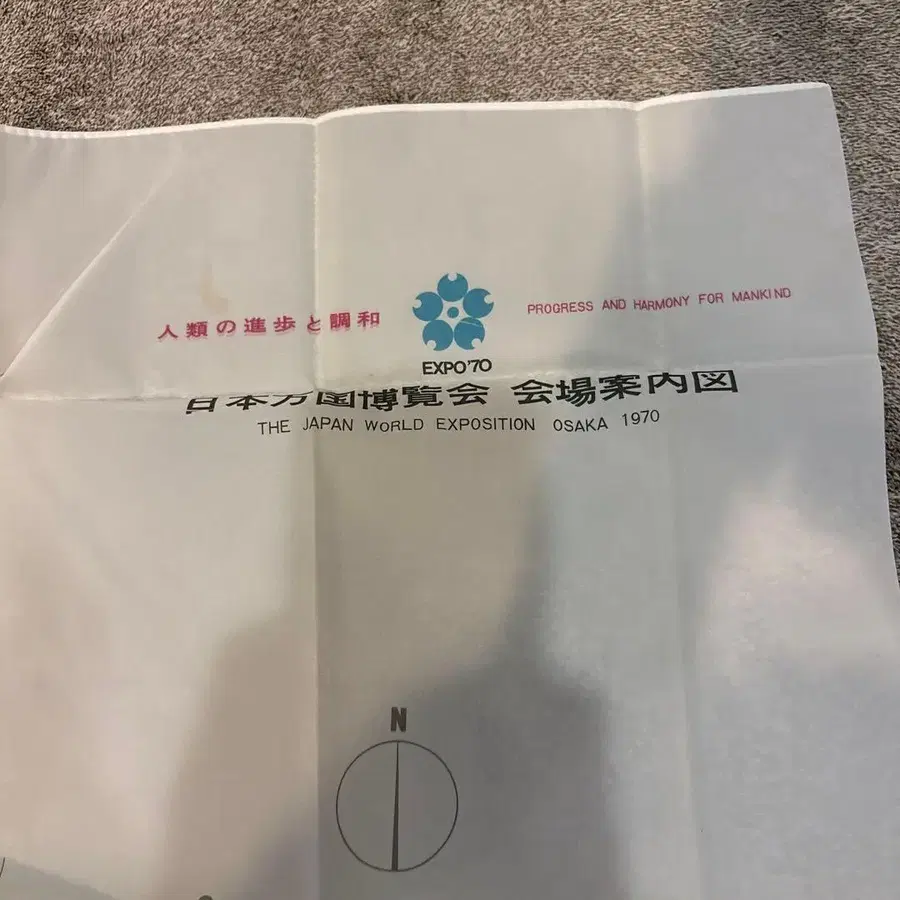 人類の進歩と調和
PROGRESS AND HARMONY FOR MANKIND
EXPO'70
日本万国博覧会 会場案内図
THE JAPAN WORLD EXPOSITION OSAKA 1970
N